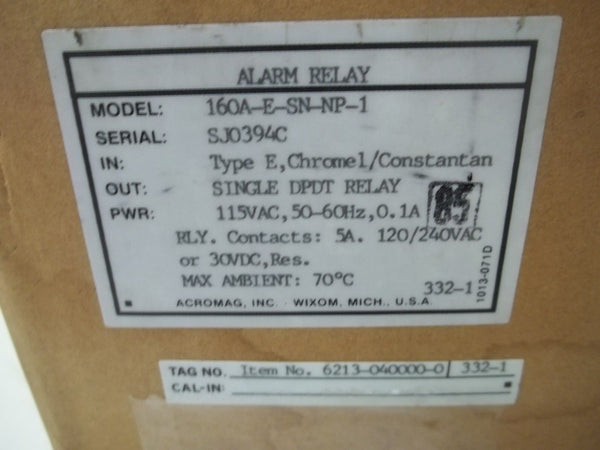 ALARM RELAY
MODEL: 160A-E-SN-NP-1
SERIAL: SJ0394C
IN: Type E,Chromel/Constantan
OUT: SINGLE DPDT RELAY
PWR: 115VAC,50-60Hz,0.1A 85
RLY. Contacts: 5A. 120/240VAC
or 30VDC,Res.
MAX AMBIENT: 70°C 332-1
ACROMAG, INC. · WIXOM, MICH., U.S.A.
1013-071D
TAG NO. Item No. 6213-040000-0 332-1
CAL-IN: